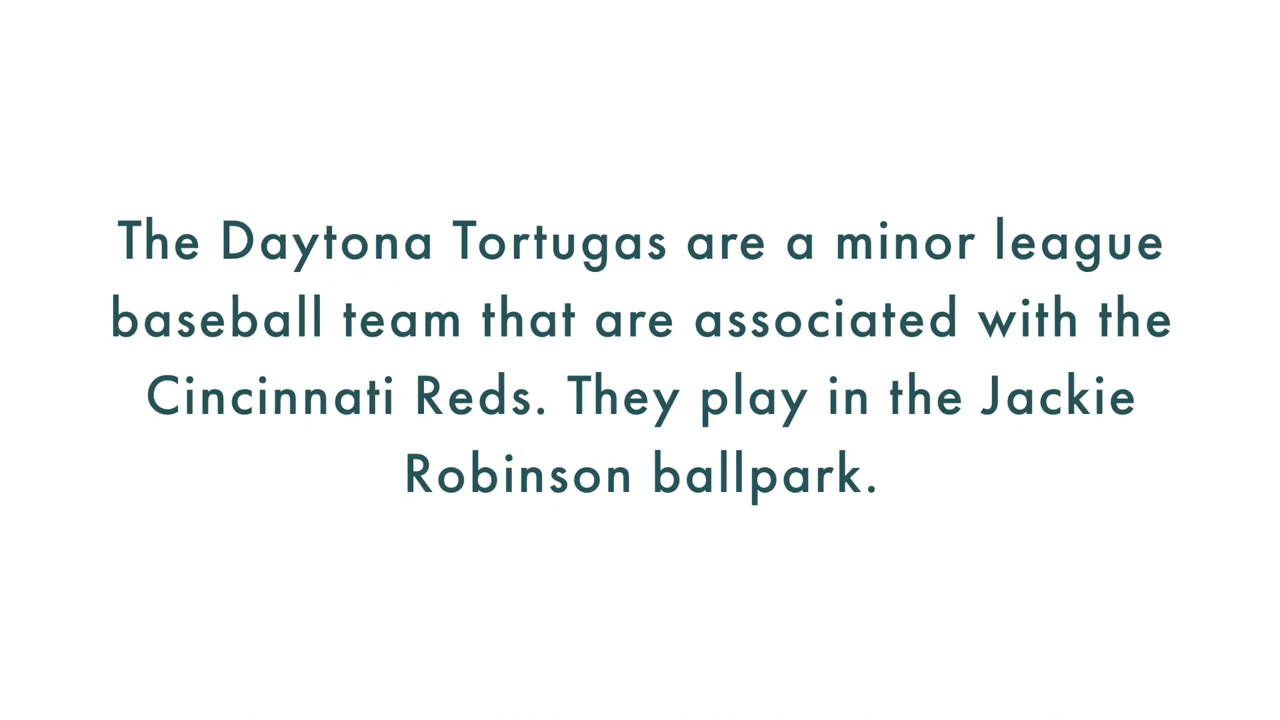 The Daytona Tortugas are a minor league
baseball team that are associated with the
Cincinnati Reds. They play in the Jackie
Robinson ballpark.